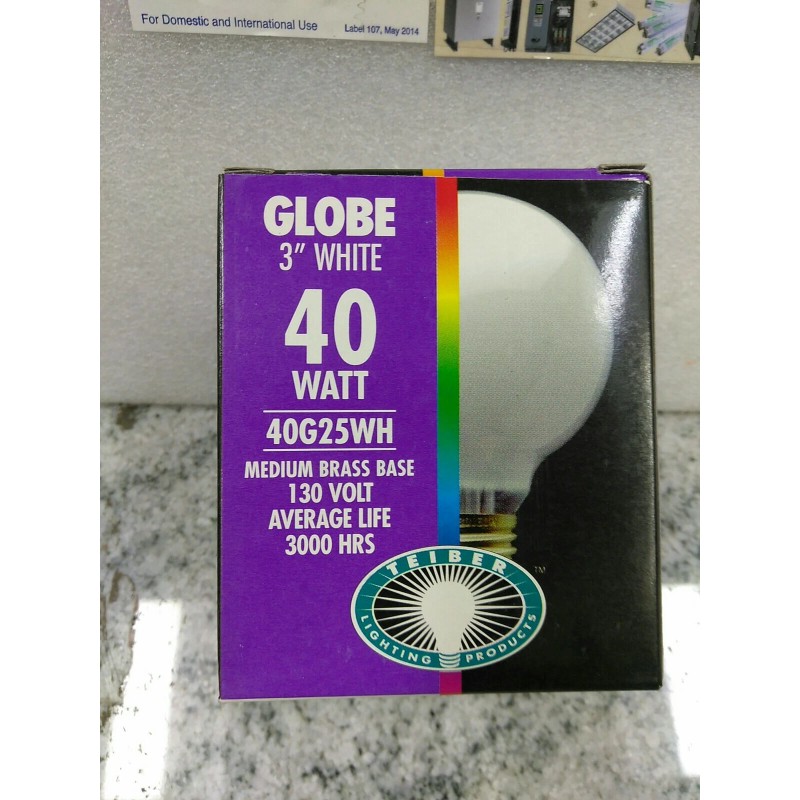 For Domestic and International Use
Label 107, May 2014
GLOBE
3" WHITE
40
WATT
40G25WH
MEDIUM BRASS BASE
130 VOLT
AVERAGE LIFE
3000 HRS
TEIBER
TM
LIGHTING PRODUCTS